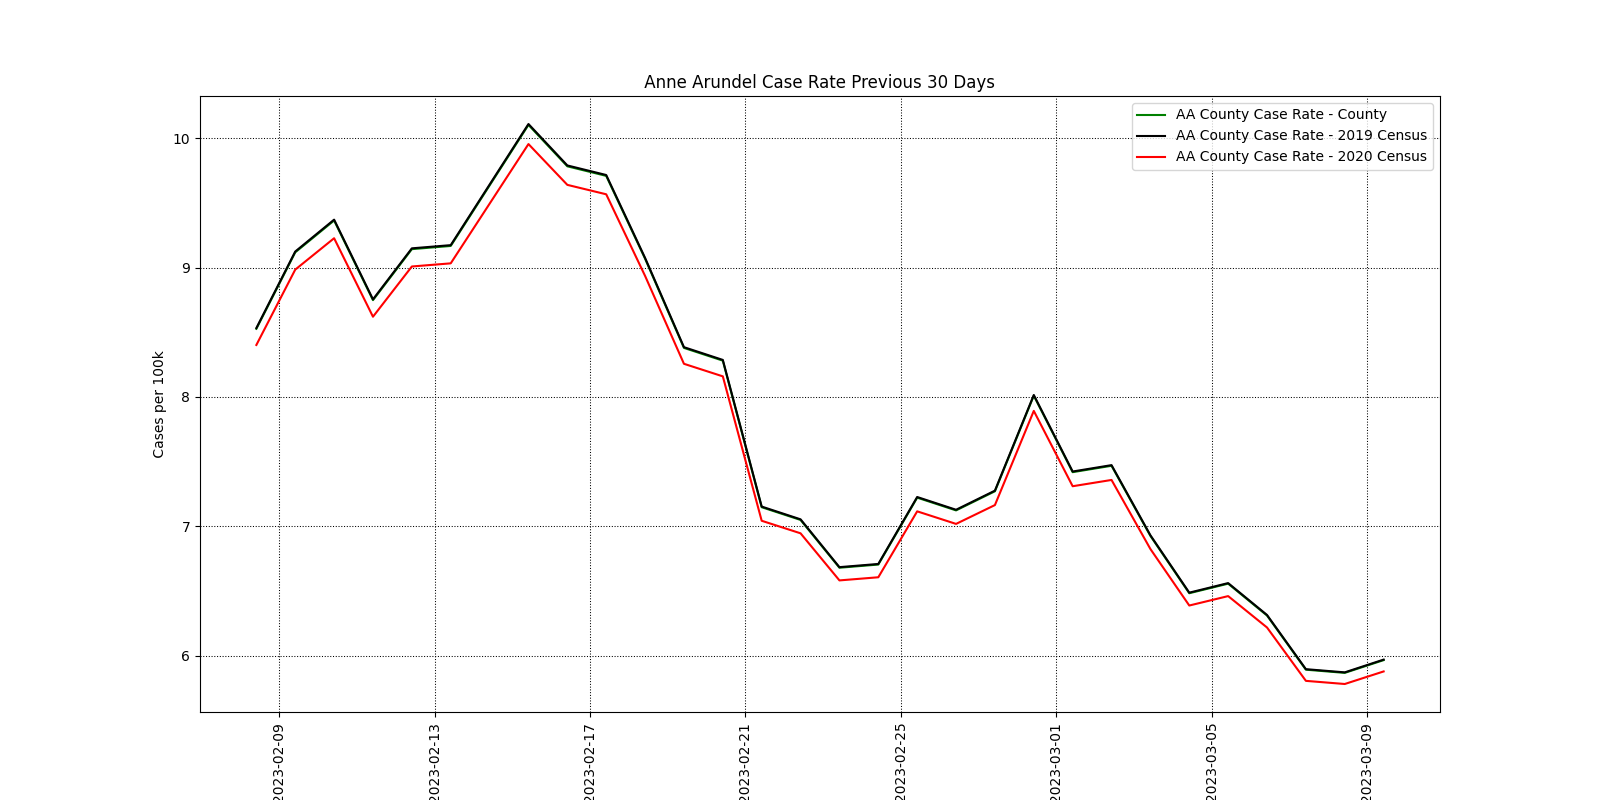 Anne Arundel Case Rate Previous 30 Days
AA County Case Rate - County
AA County Case Rate - 2019 Census
AA County Case Rate - 2020 Census
Cases per 100k
10
9
8
7
6
2023-02-09
2023-02-13
2023-02-17
2023-02-21
2023-02-25
2023-03-01
2023-03-05
2023-03-09